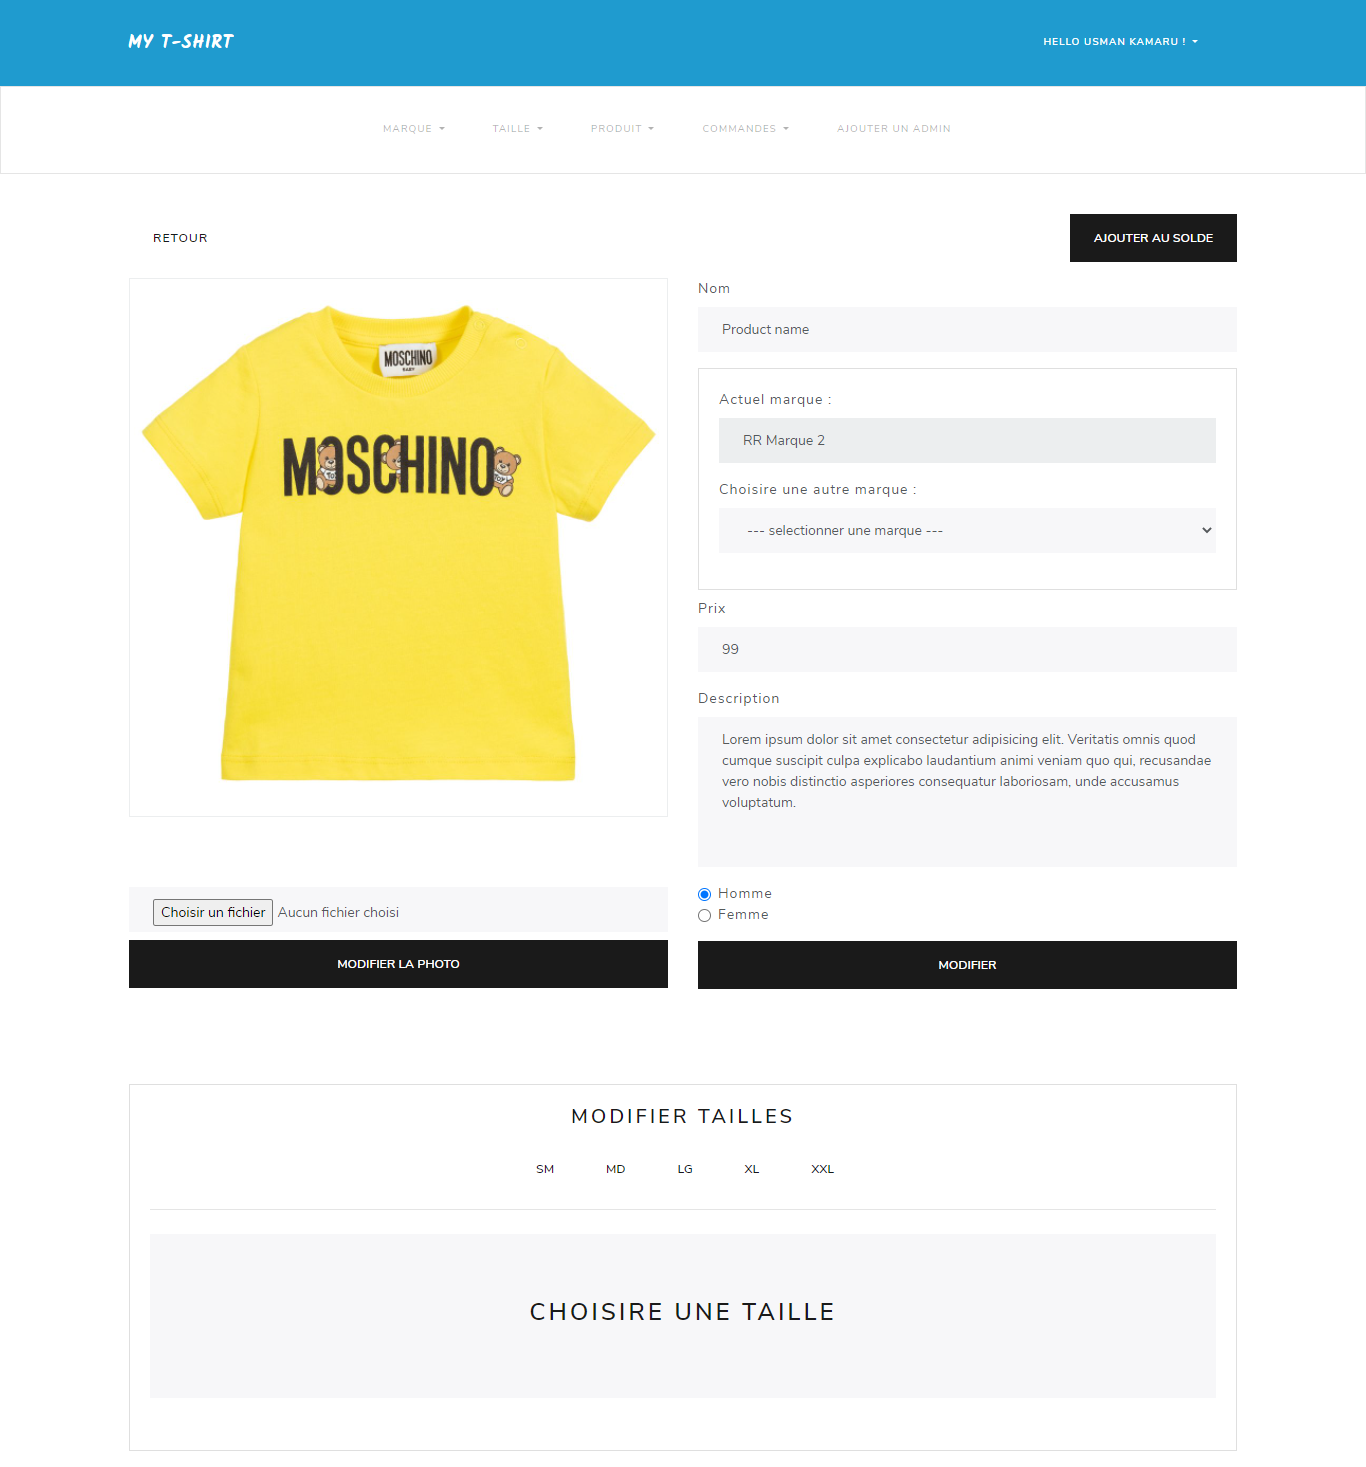 MY T-SHIRT
HELLO USMAN KAMARU !
MARQUE
TAILLE
PRODUIT
COMMANDES
AJOUTER UN ADMIN
RETOUR
AJOUTER AU SOLDE
MOSCHINO
BABY
MOSCHINO
Nom
Product name
Actuel marque :
RR Marque 2
Choisire une autre marque :
--- selectionner une marque ---
Prix
99
Description
Lorem ipsum dolor sit amet consectetur adipisicing elit. Veritatis omnis quod
cumque suscipit culpa explicabo laudantium animi veniam quo qui, recusandae
vero nobis distinctio asperiores consequatur laboriosam, unde accusamus
voluptatum.
Homme
Femme
Choisir un fichier Aucun fichier choisi
MODIFIER LA PHOTO
MODIFIER
MODIFIER TAILLES
SM
MD
LG
XL
XXL
CHOISIRE UNE TAILLE